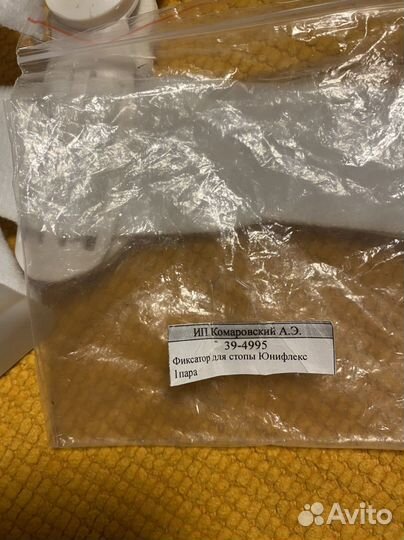 ИП Комаровский А.Э.
39-4995
Фиксатор для стопы Юнифлекс
1пара
Avito